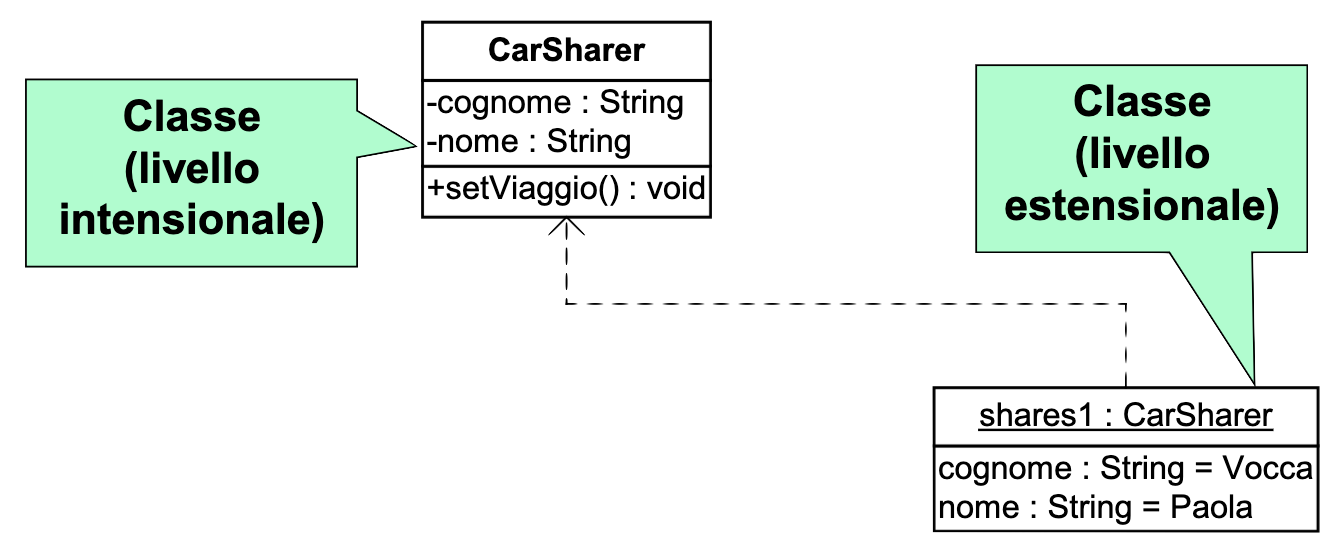 CarSharer
-cognome : String
-nome : String
+setViaggio() : void
Classe
(livello
intensionale)
Classe
(livello
estensionale)
shares1 : CarSharer
cognome : String = Vocca
nome : String = Paola